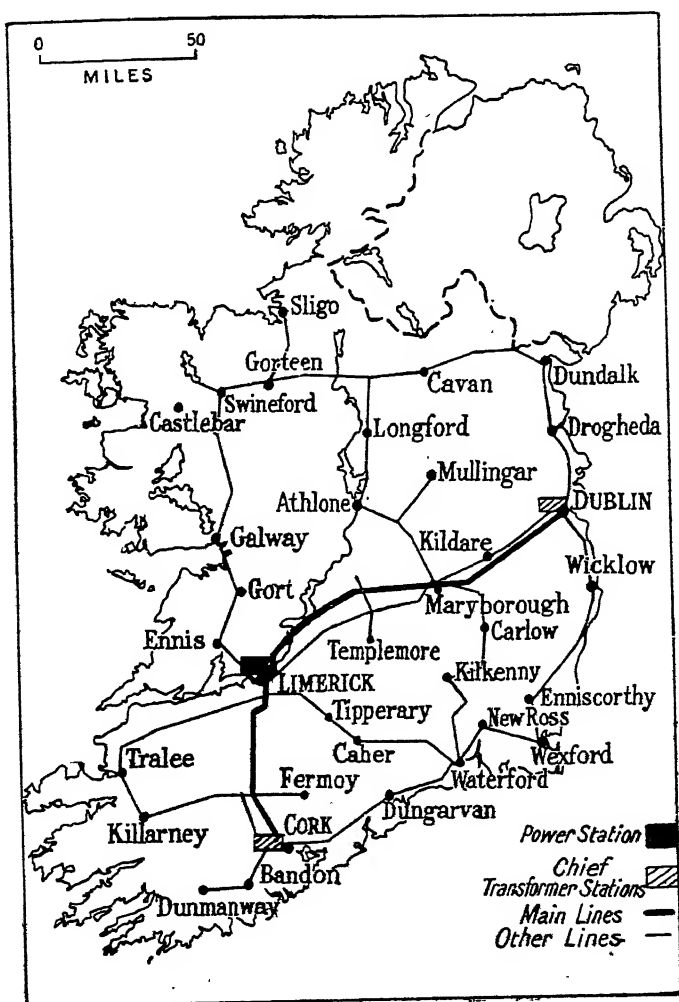 0 50
MILES
Sligo
Gorteen
Cavan
Dundalk
Swineford
Castlebar
Longford
Drogheda
Mullingar
Athlone
DUBLIN
Galway
Kildare
Wicklow
Gort
Maryborough
Ennis
Carlow
Templemore
LIMERICK
Kilkenny
Enniscorthy
Tipperary
New Ross
Caher
Wexford
Tralee
Waterford
Fermoy
Dungarvan
Killarney
CORK
Bandon
Dunmanway
Power Station
Chief
Transformer Stations
Main Lines
Other Lines